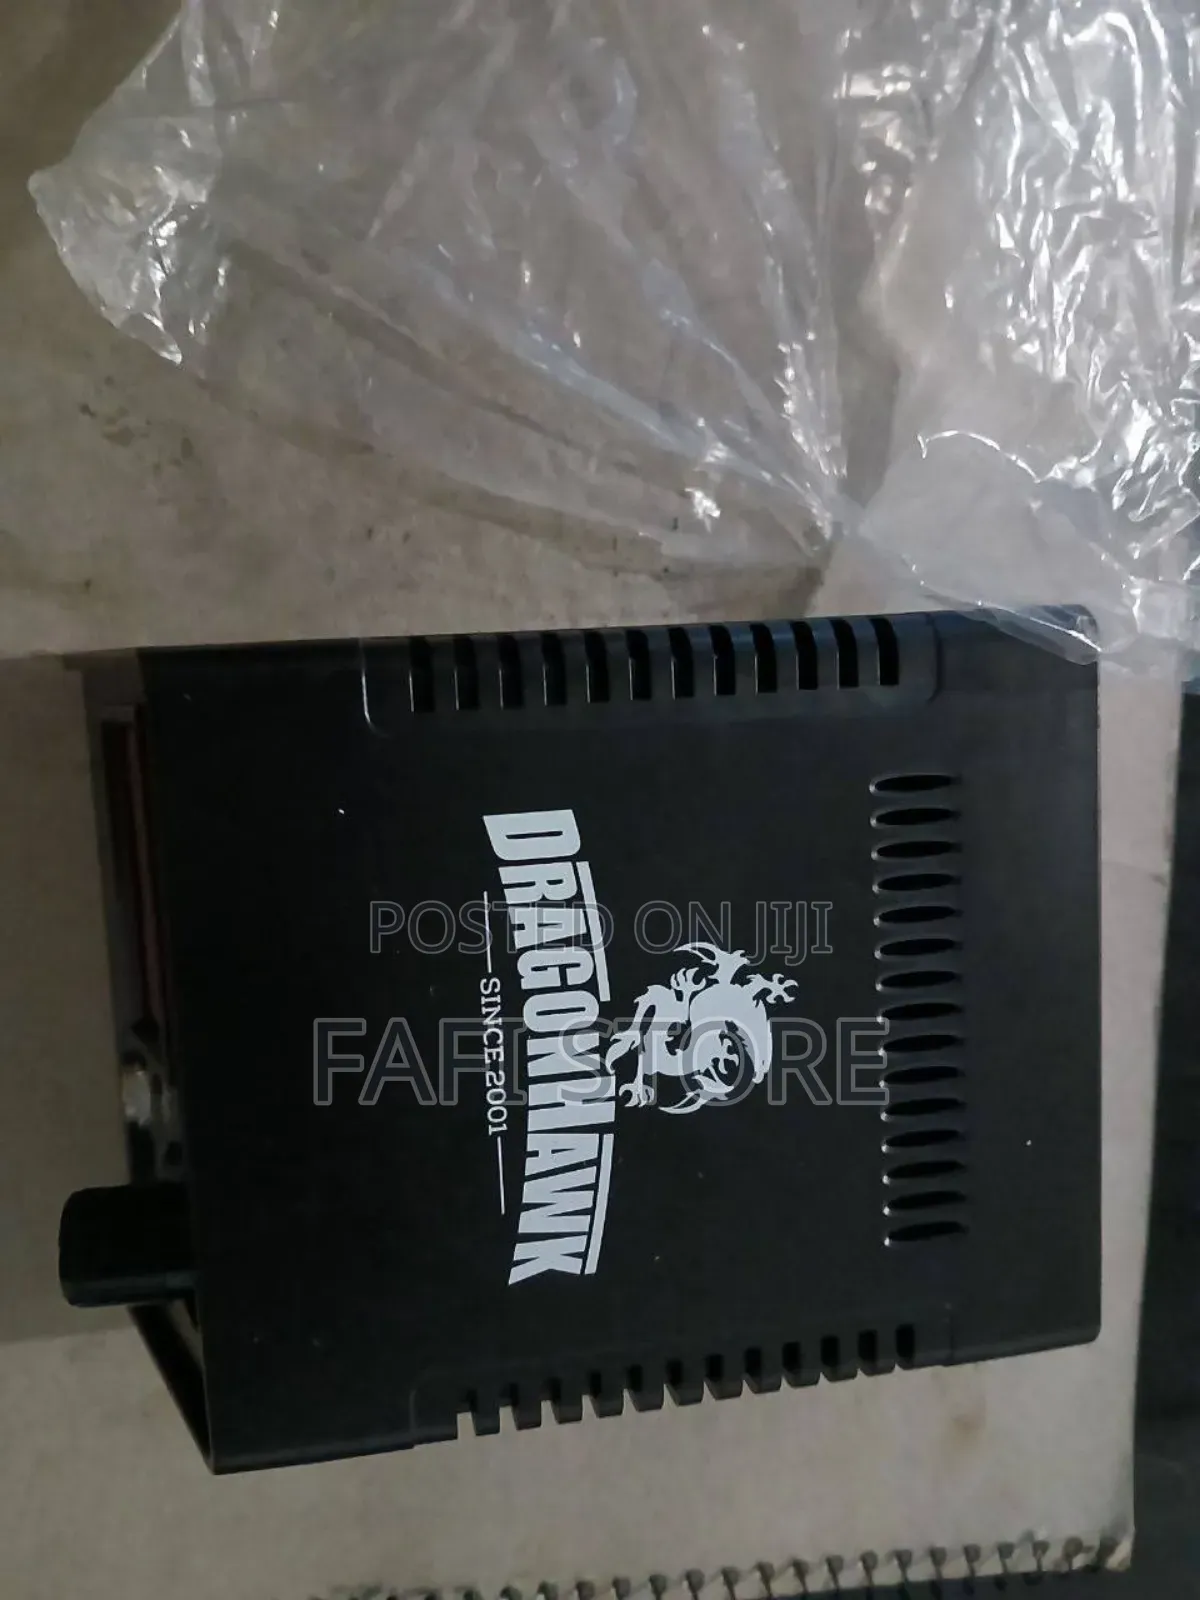 DRAGONHAWK
SINCE.2001
POSTED ON JIJI
FAFI STORE